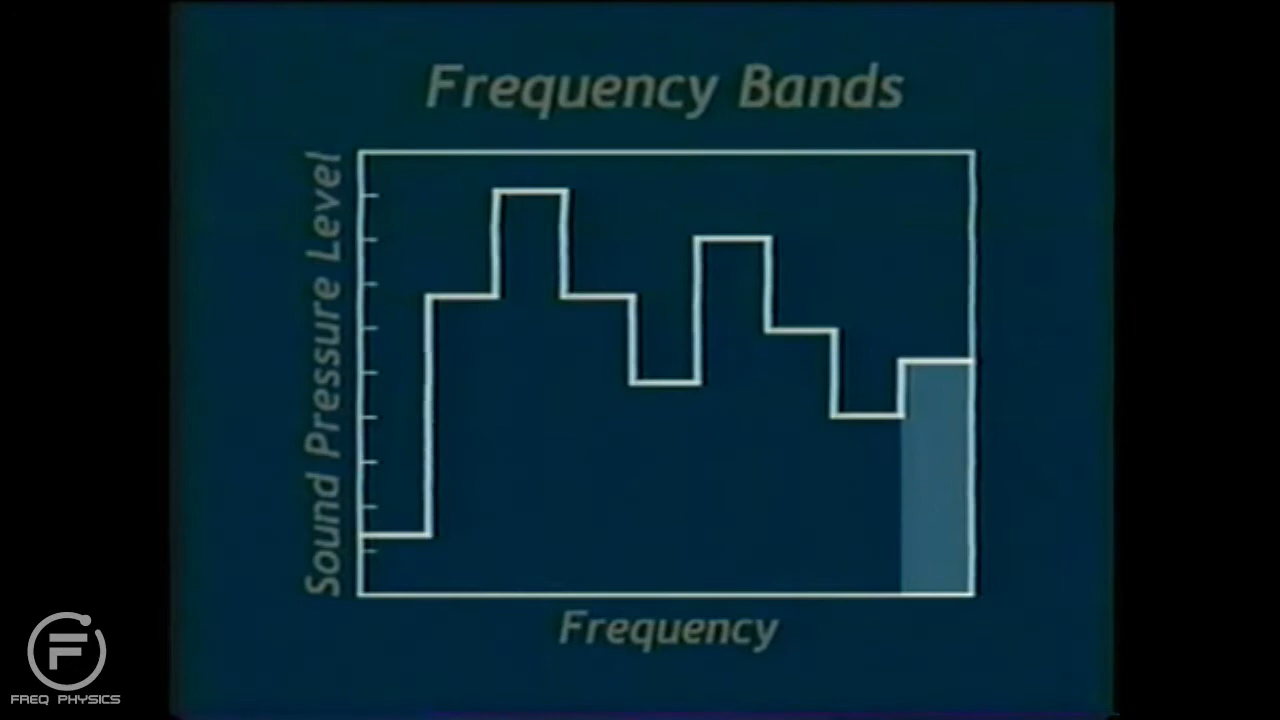 Frequency Bands
Sound Pressure Level
Frequency
F
FREQ PHYSICS